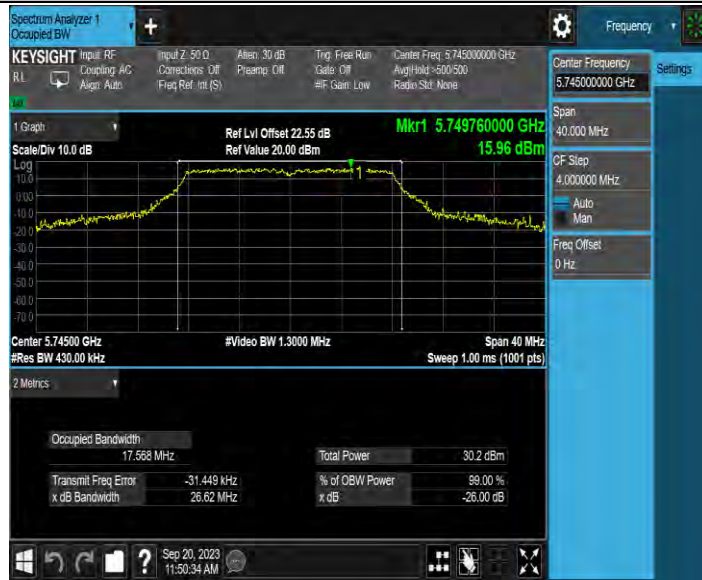 Spectrum Analyzer 1
Occupied BW
+
Frequency
KEYSIGHT Input: RF Input Z: 50 Ω Atten: 30 dB Trig: Free Run Center Freq: 5.745000000 GHz
RL Coupling: AC Corrections: Off Preamp: Off Gate: Off Avg|Hold:>500/500
Align: Auto Freq Ref: Int (S) #IF Gain: Low Radio Std: None
Center Frequency
5.745000000 GHz
Settings
Span
40.000 MHz
CF Step
4.000000 MHz
Auto
Man
Freq Offset
0 Hz
1 Graph
Ref Lvl Offset 22.55 dB
Mkr1 5.749760000 GHz
Scale/Div 10.0 dB
Ref Value 20.00 dBm
15.96 dBm
Log
10.0
0.00
-10.0
-20.0
-30.0
-40.0
-50.0
-60.0
-70.0
1
Center 5.74500 GHz #Video BW 1.3000 MHz Span 40 MHz
#Res BW 430.00 kHz Sweep 1.00 ms (1001 pts)
2 Metrics
Occupied Bandwidth
17.568 MHz
Total Power 30.2 dBm
Transmit Freq Error -31.449 kHz
% of OBW Power 99.00 %
x dB Bandwidth 26.62 MHz
x dB -26.00 dB
?
Sep 20, 2023
11:50:34 AM